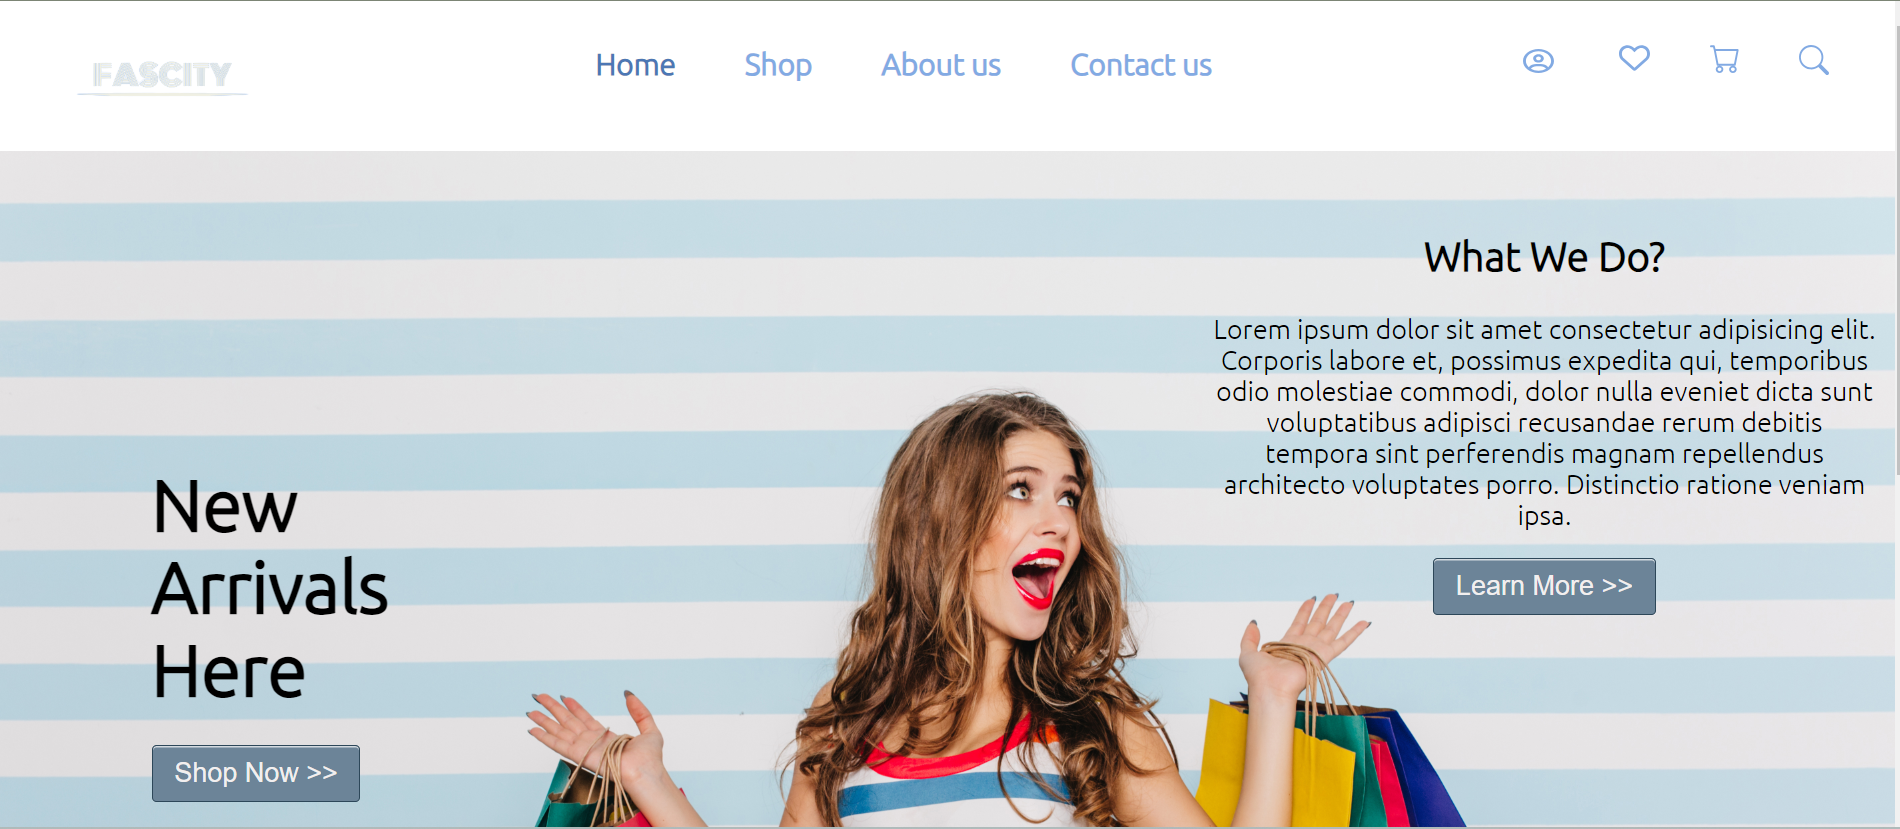 FASCITY
Home
Shop
About us
Contact us
What We Do?
Lorem ipsum dolor sit amet consectetur adipisicing elit.
Corporis labore et, possimus expedita qui, temporibus
odio molestiae commodi, dolor nulla eveniet dicta sunt
voluptatibus adipisci recusandae rerum debitis
tempora sint perferendis magnam repellendus
architecto voluptates porro. Distinctio ratione veniam
ipsa.
Learn More >>
New
Arrivals
Here
Shop Now >>